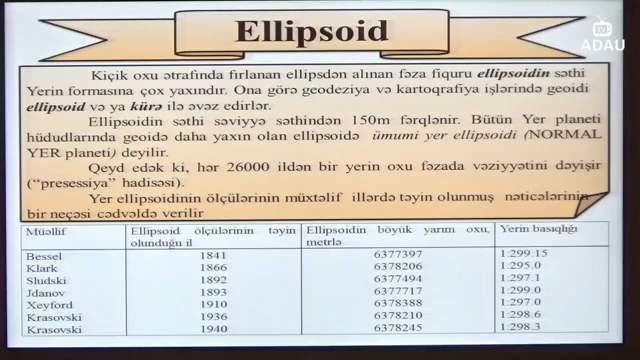 Ellipsoid
TV
ADAU
Kiçik oxu ətrafında fırlanan ellipsdən alınan fəza fiquru ellipsoidin səthi
Yerin formasına çox yaxındır. Ona görə geodeziya və kartoqrafiya işlərində geoidi
ellipsoid və ya kürə ilə əvəz edirlər.
Ellipsoidin səthi səviyyə səthindən 150m fərqlənir. Bütün Yer planeti
hüdudlarında geoidə daha yaxın olan ellipsoidə ümumi yer ellipsoidi (NORMAL
YER planeti) deyilir.
Qeyd edək ki, hər 26000 ildən bir yerin oxu fəzada vəziyyətini dəyişir
(“presessiya” hadisəsi).
Yer ellipsoidinin ölçülərinin müxtəlif illərdə təyin olunmuş nəticələrinin
bir neçəsi cədvəldə verilir
Müəllif Ellipsoid ölçülərinin təyin Ellipsoidin böyük yarım oxu, Yerin basıqlığı
olunduğu il metrlə
Bessel 1841 6377397 1:299.15
Klark 1866 6378206 1:295.0
Sludski 1892 6377494 1:297.1
Jdanov 1893 6377717 1:299.0
Xeyford 1910 6378388 1:297.0
Krasovski 1936 6378210 1:298.6
Krasovski 1940 6378245 1:298.3